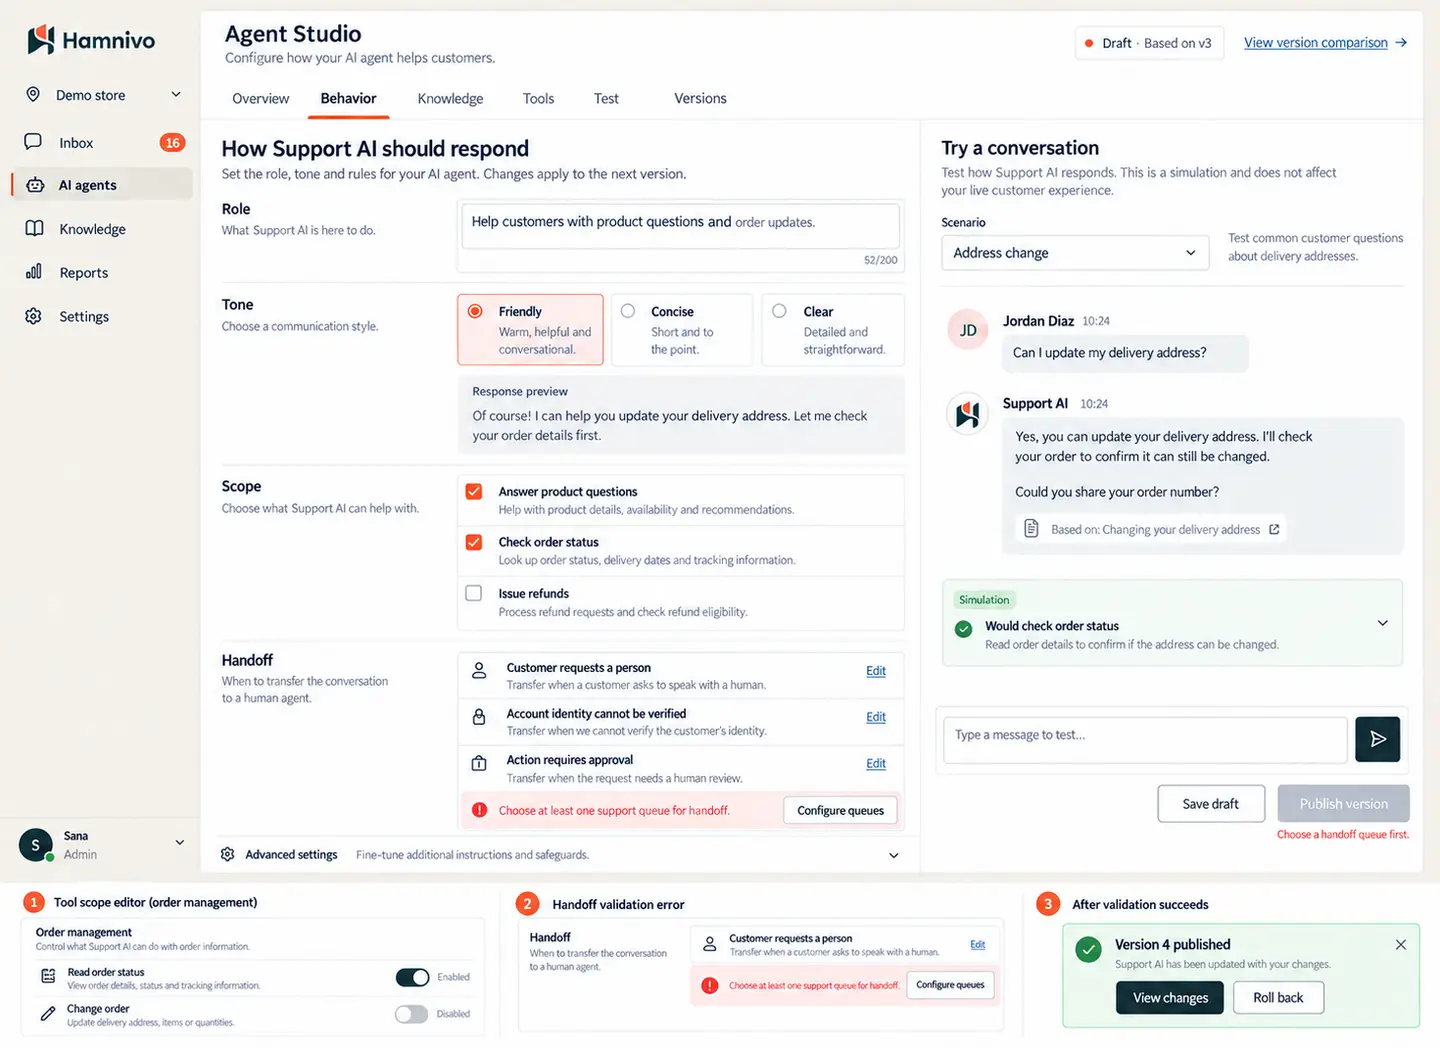 Hamnivo
Demo store
Inbox
16
AI agents
Knowledge
Reports
Settings
S
Sana
Admin
Agent Studio
Configure how your AI agent helps customers.
Draft · Based on v3
View version comparison →
Overview
Behavior
Knowledge
Tools
Test
Versions
How Support AI should respond
Set the role, tone and rules for your AI agent. Changes apply to the next version.
Role
What Support AI is here to do.
Help customers with product questions and order updates.
52/200
Tone
Choose a communication style.
Friendly
Warm, helpful and
conversational.
Concise
Short and to
the point.
Clear
Detailed and
straightforward.
Response preview
Of course! I can help you update your delivery address. Let me check
your order details first.
Scope
Choose what Support AI can help with.
Answer product questions
Help with product details, availability and recommendations.
Check order status
Look up order status, delivery dates and tracking information.
Issue refunds
Process refund requests and check refund eligibility.
Handoff
When to transfer the conversation
to a human agent.
Customer requests a person
Transfer when a customer asks to speak with a human.
Edit
Account identity cannot be verified
Transfer when we cannot verify the customer's identity.
Edit
Action requires approval
Transfer when the request needs a human review.
Edit
Choose at least one support queue for handoff.
Configure queues
Advanced settings
Fine-tune additional instructions and safeguards.
Try a conversation
Test how Support AI responds. This is a simulation and does not affect
your live customer experience.
Scenario
Address change
Test common customer questions
about delivery addresses.
JD
Jordan Diaz 10:24
Can I update my delivery address?
Support AI 10:24
Yes, you can update your delivery address. I'll check
your order to confirm it can still be changed.
Could you share your order number?
Based on: Changing your delivery address
Simulation
Would check order status
Read order details to confirm if the address can be changed.
Type a message to test...
Save draft
Publish version
Choose a handoff queue first.
1 Tool scope editor (order management)
Order management
Control what Support AI can do with order information.
Read order status
View order details, status and tracking information.
Enabled
Change order
Update delivery address, items or quantities.
Disabled
2 Handoff validation error
Handoff
When to transfer the conversation
to a human agent.
Customer requests a person
Transfer when a customer asks to speak with a human.
Edit
Choose at least one support queue for handoff.
Configure queues
3 After validation succeeds
Version 4 published
Support AI has been updated with your changes.
View changes
Roll back